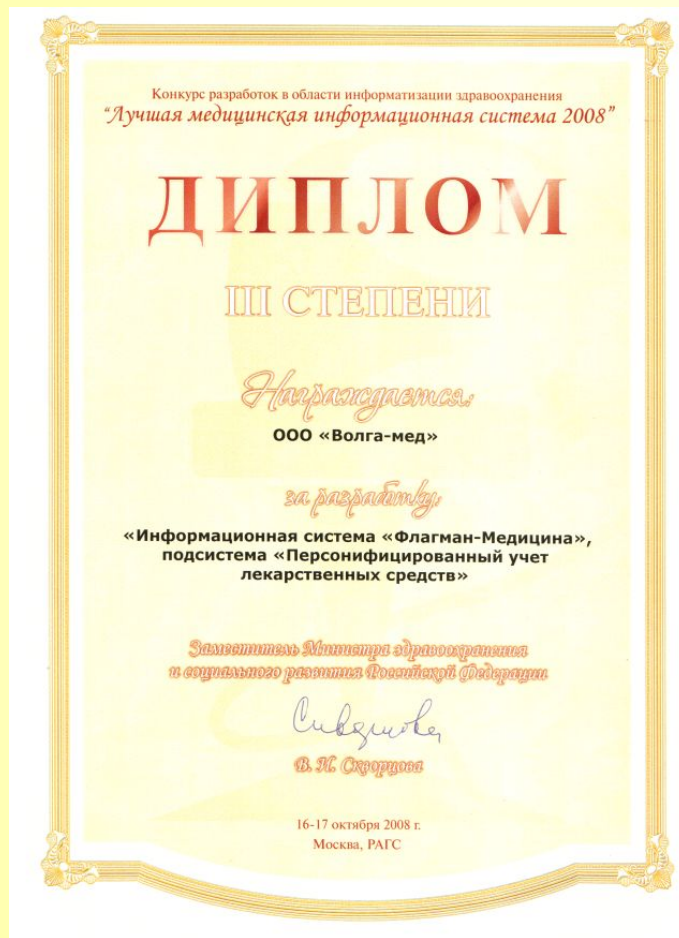 Конкурс разработок в области информатизации здравоохранения
“Лучшая медицинская информационная система 2008”
ДИПЛОМ
III СТЕПЕНИ
Награждается:
ООО «Волга-мед»
за разработку:
«Информационная система «Флагман-Медицина»,
подсистема «Персонифицированный учет
лекарственных средств»
Заместитель Министра здравоохранения
и социального развития Российской Федерации
В. И. Скворцова
16-17 октября 2008 г.
Москва, РАГС